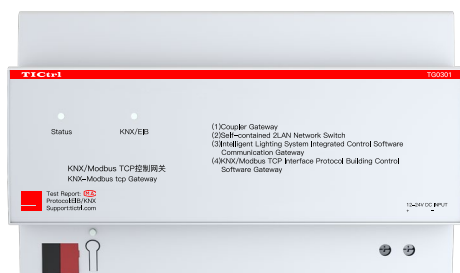 TICtrl
TG0301
Status
KNX/EIB
KNX/Modbus TCP控制网关
KNX-Modbus tcp Gateway
(1)Coupler Gateway
(2)Self-contained 2LAN Network Switch
(3)Intelligent Lighting System Integrated Control Software
Communication Gateway
(4)KNX/Modbus TCP Interface Protocol Building Control
Software Gateway
Test Report:
Protocol:EIB/KNX
Support:tictrl.com
12-24V DC INPUT
+ -